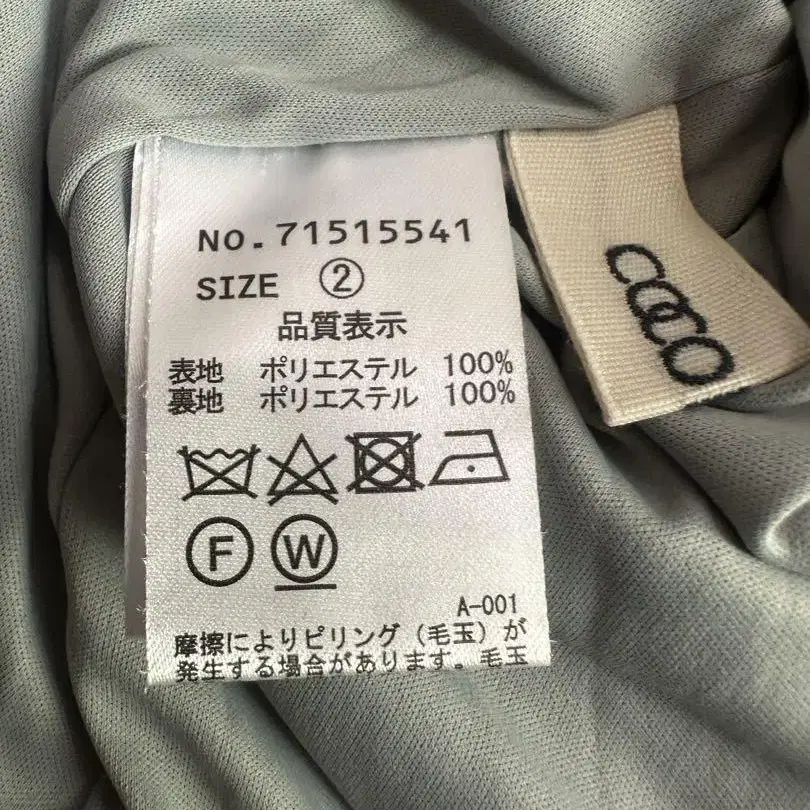 No.71515541
SIZE ②
品質表示
表地 ポリエステル 100%
裏地 ポリエステル 100%
F W
A-001
摩擦によりピリング(毛玉)が
発生する場合があります。毛玉
COCO